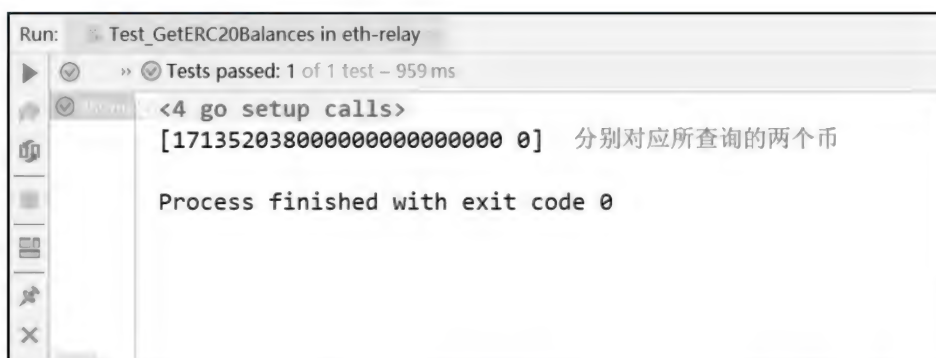 Run: Test_GetERC20Balances in eth-relay
» Tests passed: 1 of 1 test – 959 ms
<4 go setup calls>
[1713520380000000000000000 0] 分别对应所查询的两个币
Process finished with exit code 0